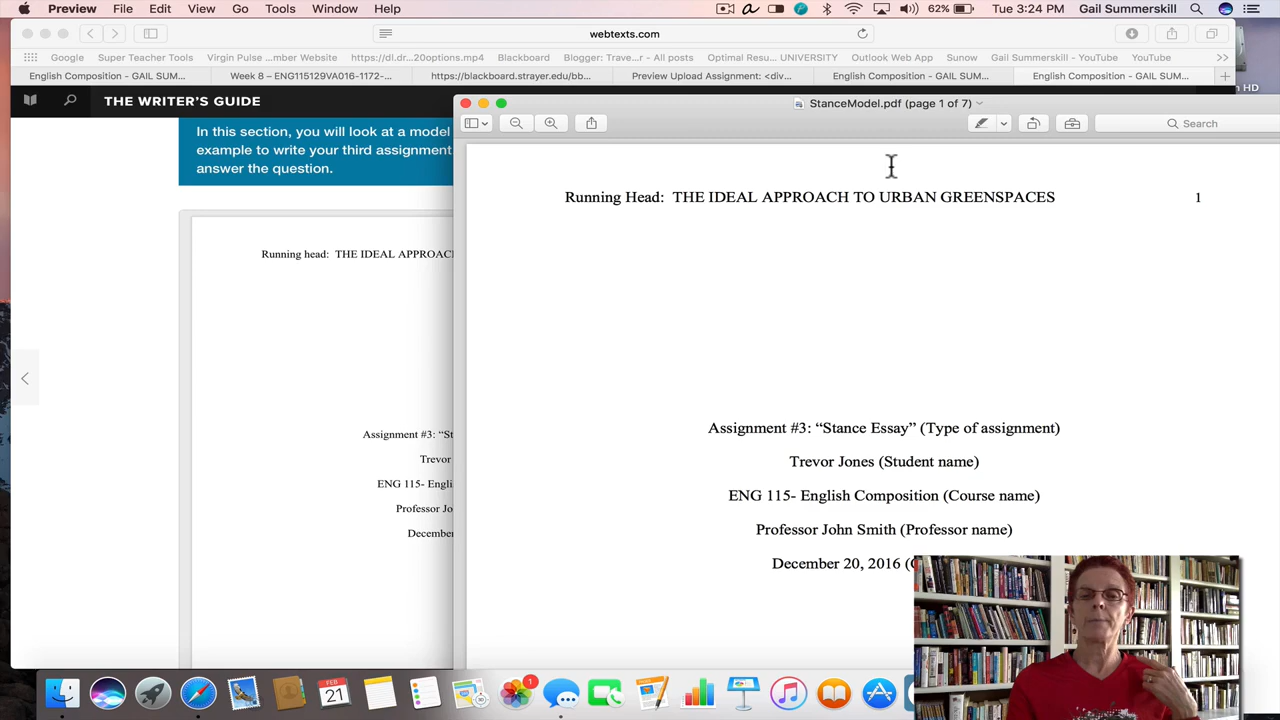 Preview File Edit View Go Tools Window Help 62% Tue 3:24 PM Gail Summerskill
webtexts.com
Google Super Teacher Tools Virgin Pulse ...mber Website https://dl.dr...20options.mp4 Blackboard Blogger: Trave...r - All posts Optimal Resu... UNIVERSITY Outlook Web App Sunow Gail Summerskill - YouTube YouTube >>
English Composition - GAIL SUM... Week 8 – ENG115129VA016-1172-... https://blackboard.strayer.edu/bb... Preview Upload Assignment: <div... English Composition - GAIL SUM... English Composition - GAIL SUM...
THE WRITER'S GUIDE
In this section, you will look at a model
example to write your third assignment
answer the question.
Running head: THE IDEAL APPROAC
Assignment #3: “St
Trevor
ENG 115- Engli
Professor Jo
December
StanceModel.pdf (page 1 of 7)
Search
Running Head: THE IDEAL APPROACH TO URBAN GREENSPACES 1
Assignment #3: “Stance Essay” (Type of assignment)
Trevor Jones (Student name)
ENG 115- English Composition (Course name)
Professor John Smith (Professor name)
December 20, 2016 (
FEB
21
1